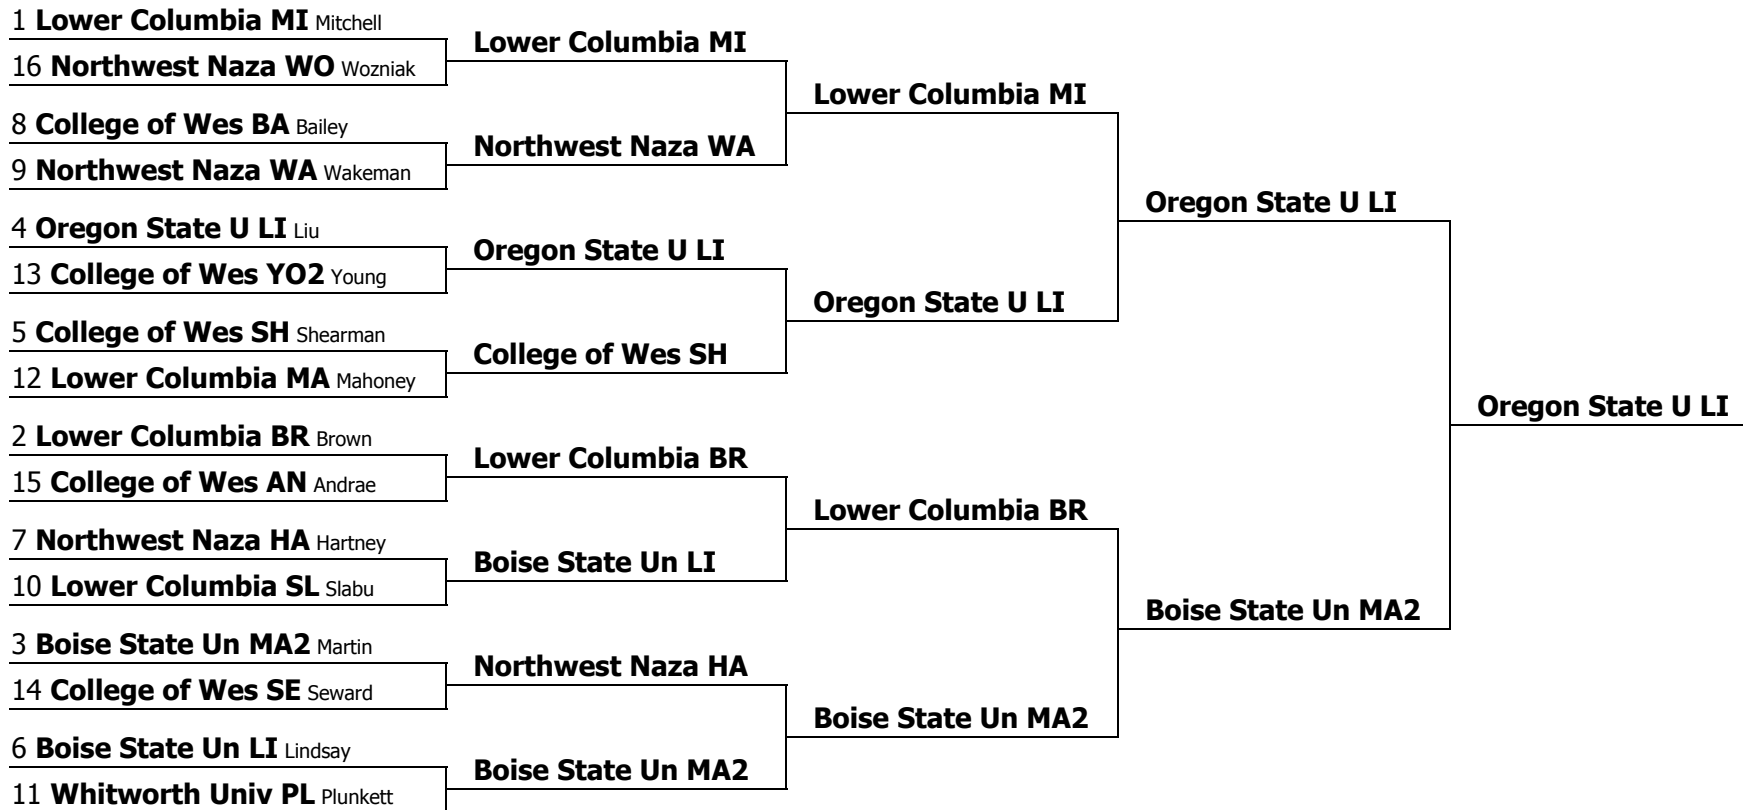 1 Lower Columbia MI Mitchell
16 Northwest Naza WO Wozniak
8 College of Wes BA Bailey
9 Northwest Naza WA Wakeman
4 Oregon State U LI Liu
13 College of Wes YO2 Young
5 College of Wes SH Shearman
12 Lower Columbia MA Mahoney
2 Lower Columbia BR Brown
15 College of Wes AN Andrae
7 Northwest Naza HA Hartney
10 Lower Columbia SL Slabu
3 Boise State Un MA2 Martin
14 College of Wes SE Seward
6 Boise State Un LI Lindsay
11 Whitworth Univ PL Plunkett
Lower Columbia MI
Northwest Naza WA
Oregon State U LI
College of Wes SH
Lower Columbia BR
Boise State Un LI
Northwest Naza HA
Boise State Un MA2
Lower Columbia MI
Oregon State U LI
Lower Columbia BR
Boise State Un MA2
Oregon State U LI
Boise State Un MA2
Oregon State U LI